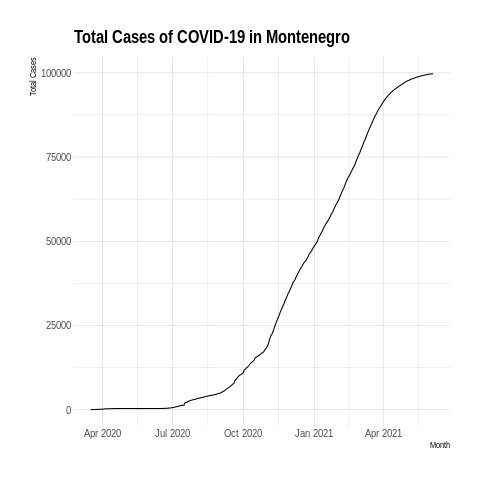 Total Cases of COVID-19 in Montenegro
Total Cases
100000
75000
50000
25000
0
Apr 2020 Jul 2020 Oct 2020 Jan 2021 Apr 2021
Month